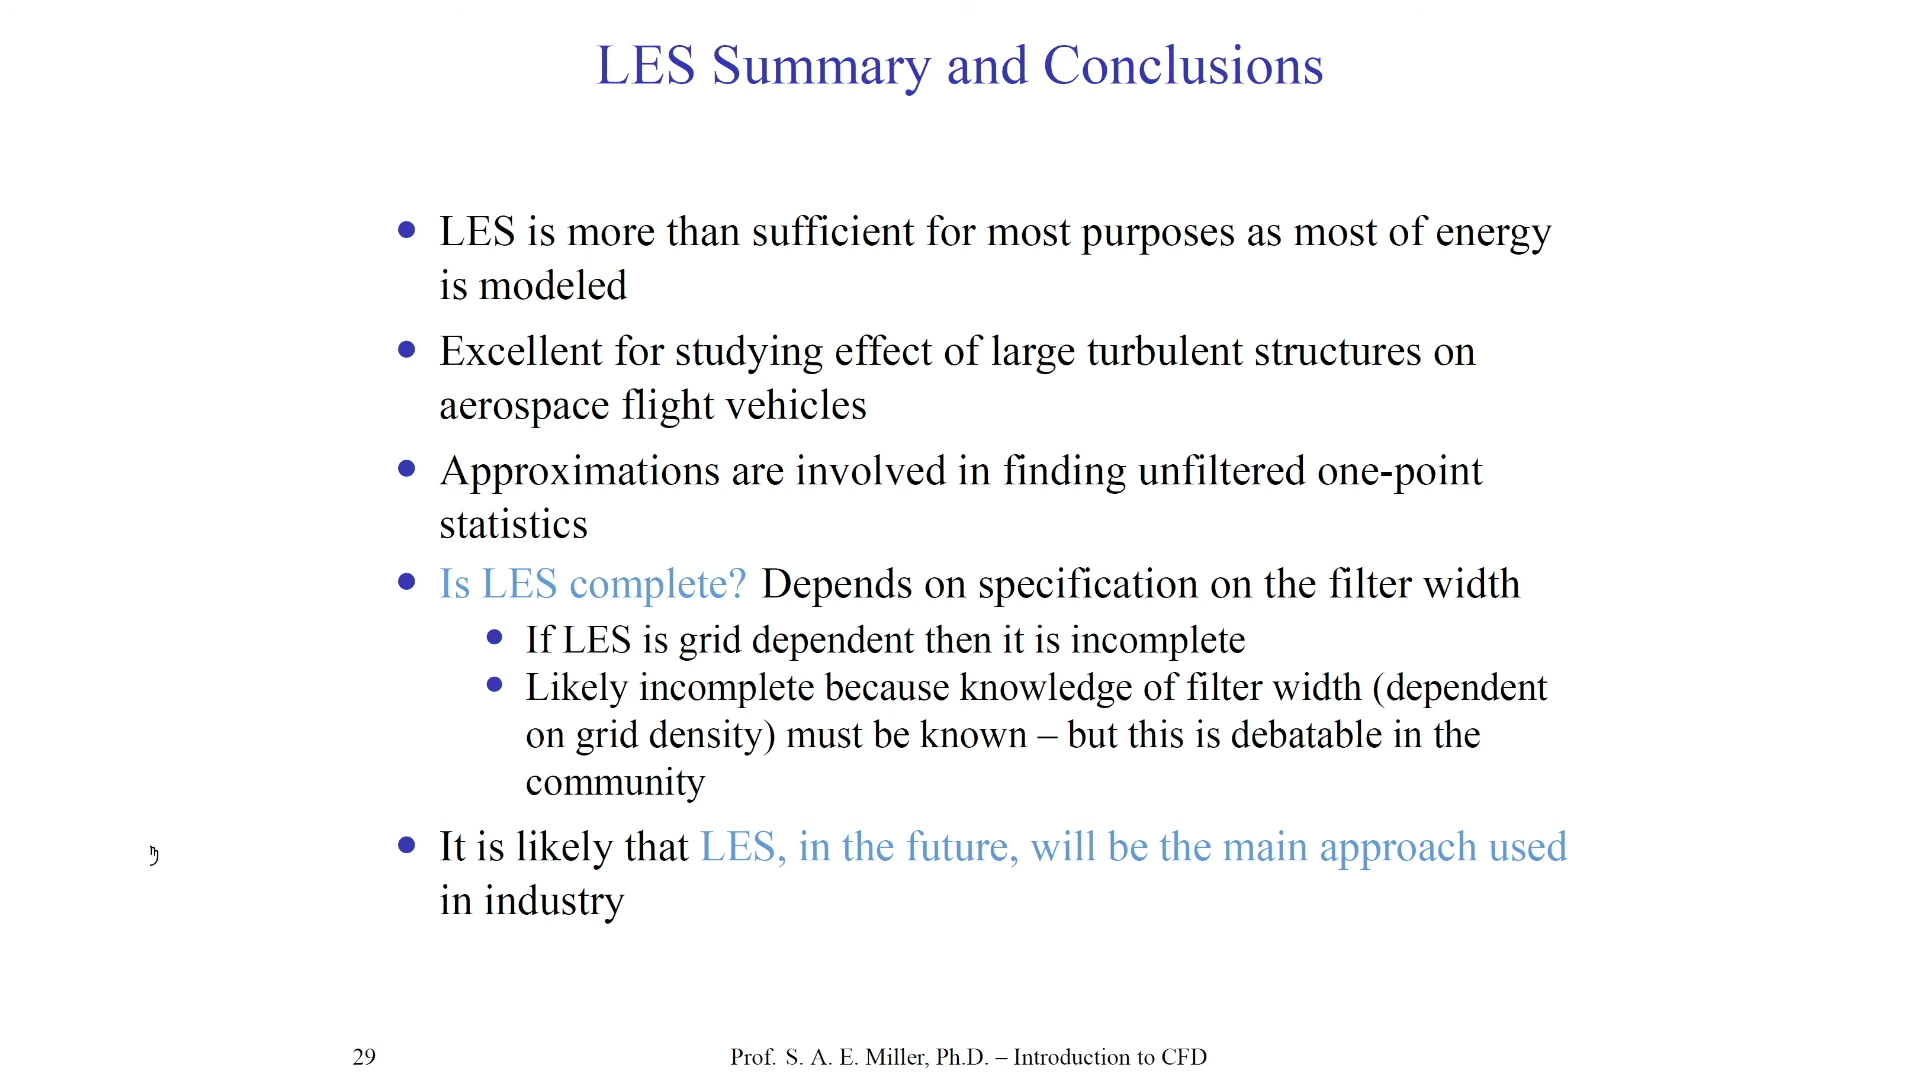 LES Summary and Conclusions
LES is more than sufficient for most purposes as most of energy
is modeled
Excellent for studying effect of large turbulent structures on
aerospace flight vehicles
Approximations are involved in finding unfiltered one-point
statistics
Is LES complete? Depends on specification on the filter width
If LES is grid dependent then it is incomplete
Likely incomplete because knowledge of filter width (dependent
on grid density) must be known – but this is debatable in the
community
It is likely that LES, in the future, will be the main approach used
in industry
29 Prof. S. A. E. Miller, Ph.D. – Introduction to CFD